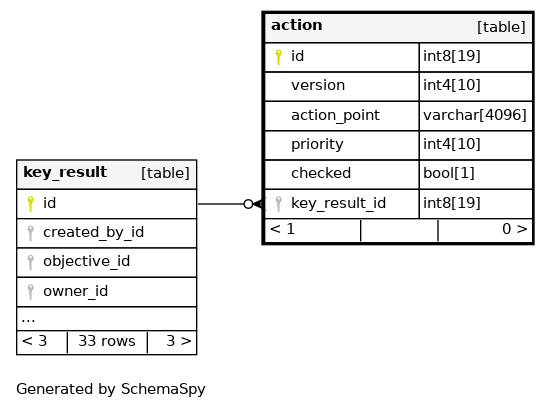 action [table]
id int8[19]
version int4[10]
action_point varchar[4096]
priority int4[10]
checked bool[1]
key_result_id int8[19]
< 1 0 >
key_result [table]
id
created_by_id
objective_id
owner_id
...
< 3 33 rows 3 >
Generated by SchemaSpy